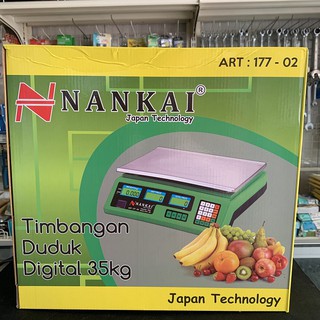 ART : 177 - 02
NANKAI®
Japan Technology
Timbangan
Duduk
Digital 35kg
Japan Technology